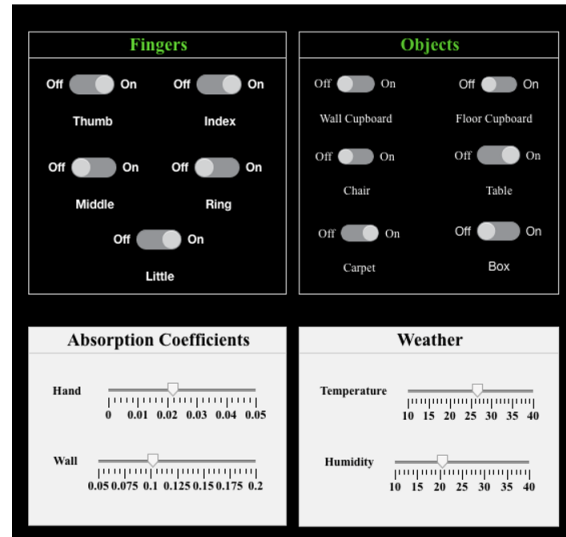 Fingers
Off On Off On
Thumb Index
Off On Off On
Middle Ring
Off On
Little
Objects
Off On Off On
Wall Cupboard Floor Cupboard
Off On Off On
Chair Table
Off On Off On
Carpet Box
Absorption Coefficients
Hand
0 0.01 0.02 0.03 0.04 0.05
Wall
0.05 0.075 0.1 0.125 0.15 0.175 0.2
Weather
Temperature
10 15 20 25 30 35 40
Humidity
10 15 20 25 30 35 40